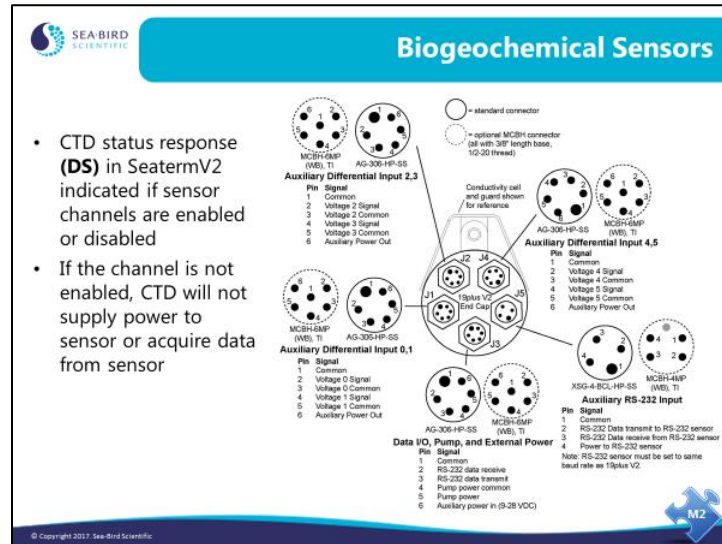 SEA·BIRD
SCIENTIFIC
Biogeochemical Sensors
• CTD status response
(DS) in SeatermV2
indicated if sensor
channels are enabled
or disabled
• If the channel is not
enabled, CTD will not
supply power to
sensor or acquire data
from sensor
= standard connector
= optional MCBH connector
(all with 3/8" length base,
1/2-20 thread)
Conductivity cell
and guard shown
for reference
MCBH-6MP
(WB), TI
AG-306-HP-SS
Auxiliary Differential Input 2,3
Pin Signal
1 Common
2 Voltage 2 Signal
3 Voltage 2 Common
4 Voltage 3 Signal
5 Voltage 3 Common
6 Auxiliary Power Out
AG-306-HP-SS
MCBH-6MP
(WB), TI
Auxiliary Differential Input 4,5
Pin Signal
1 Common
2 Voltage 4 Signal
3 Voltage 4 Common
4 Voltage 5 Signal
5 Voltage 5 Common
6 Auxiliary Power Out
J2 J4
J1
J5
J3
19plus V2
End Cap
MCBH-6MP
(WB), TI
AG-306-HP-SS
Auxiliary Differential Input 0,1
Pin Signal
1 Common
2 Voltage 0 Signal
3 Voltage 0 Common
4 Voltage 1 Signal
5 Voltage 1 Common
6 Auxiliary Power Out
XSG-4-BCL-HP-SS
MCBH-4MP
(WB), TI
Auxiliary RS-232 Input
Pin Signal
1 Common
2 RS-232 Data transmit to RS-232 sensor
3 RS-232 Data receive from RS-232 sensor
4 Power to RS-232 sensor
Note: RS-232 sensor must be set to same
baud rate as 19plus V2.
AG-306-HP-SS
MCBH-6MP
(WB), TI
Data I/O, Pump, and External Power
Pin Signal
1 Common
2 RS-232 data receive
3 RS-232 data transmit
4 Pump power common
5 Pump power
6 Auxiliary power in (9-28 VDC)
M2
© Copyright 2017. Sea-Bird Scientific